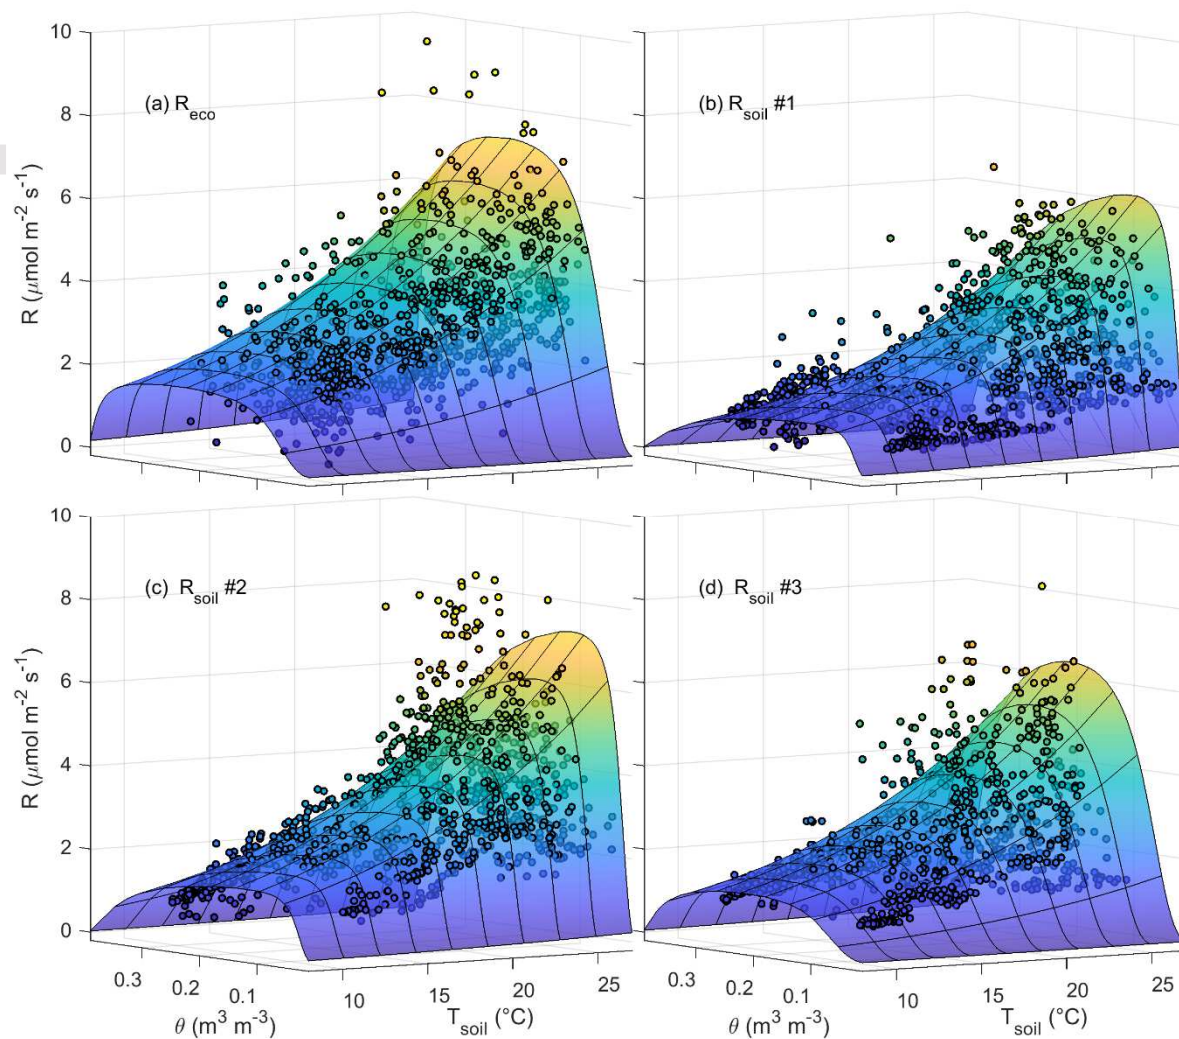 10
8
6
4
2
0
R (μmol m-2 s-1)
(a) Reco
(b) Rsoil #1
10
8
6
4
2
0
R (μmol m-2 s-1)
(c) Rsoil #2
(d) Rsoil #3
0.3
0.2
0.1
θ (m3 m-3)
10
15
20
25
Tsoil (°C)
0.3
0.2
0.1
θ (m3 m-3)
10
15
20
25
Tsoil (°C)